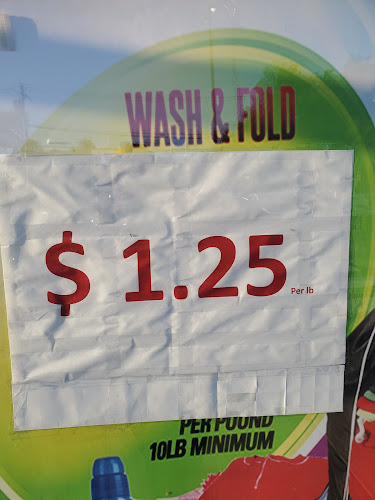 WASH & FOLD
$ 1.25 Per lb
PER POUND
10LB MINIMUM